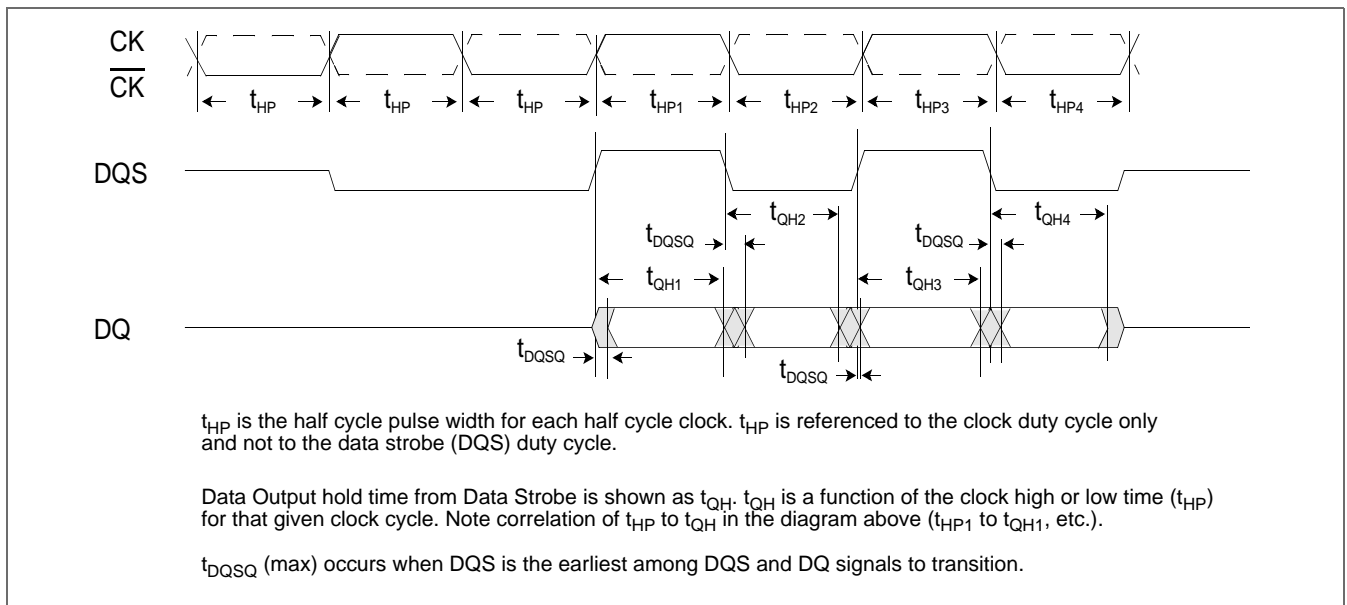 CK
CK
tHP tHP tHP tHP1 tHP2 tHP3 tHP4
DQS
tQH2 tQH4
tDQSQ tDQSQ
tQH1 tQH3
DQ
tDQSQ tDQSQ
tHP is the half cycle pulse width for each half cycle clock. tHP is referenced to the clock duty cycle only
and not to the data strobe (DQS) duty cycle.
Data Output hold time from Data Strobe is shown as tQH. tQH is a function of the clock high or low time (tHP)
for that given clock cycle. Note correlation of tHP to tQH in the diagram above (tHP1 to tQH1, etc.).
tDQSQ (max) occurs when DQS is the earliest among DQS and DQ signals to transition.